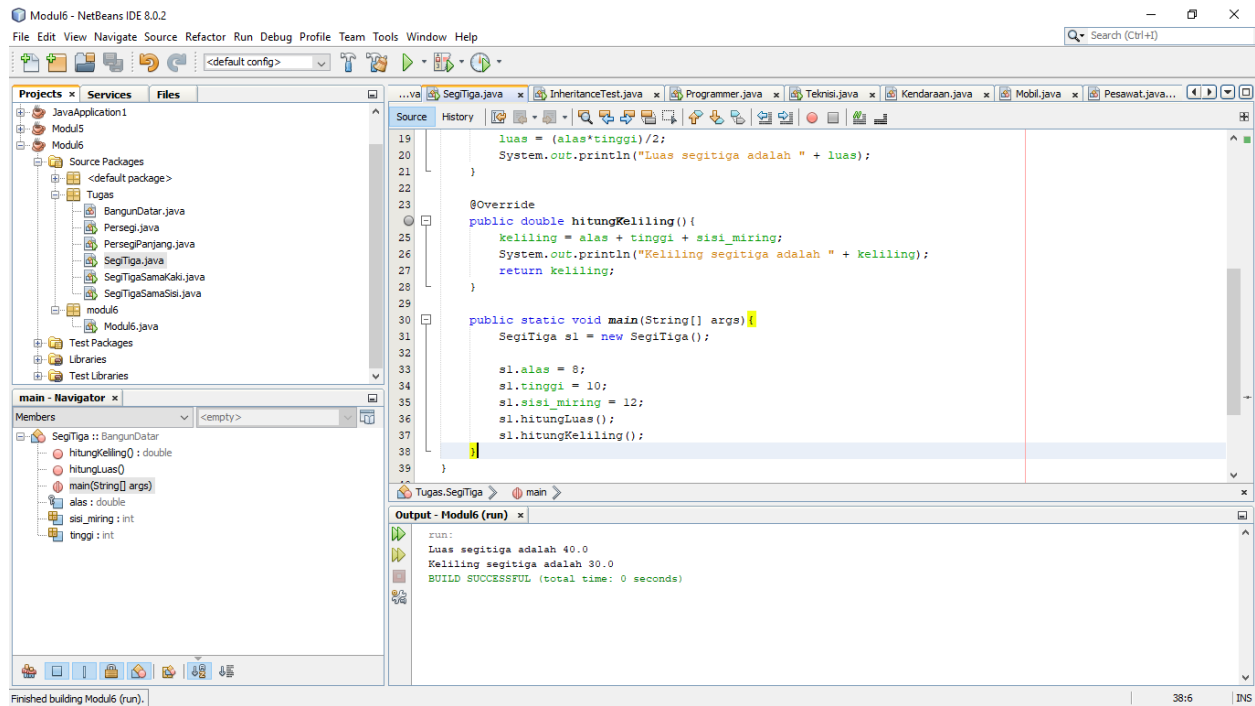 Modul6 - NetBeans IDE 8.0.2
File Edit View Navigate Source Refactor Run Debug Profile Team Tools Window Help
Search (Ctrl+I)
<default config>
Projects Services Files
JavaApplication1
Modul5
Modul6
Source Packages
<default package>
Tugas
BangunDatar.java
Persegi.java
PersegiPanjang.java
SegiTiga.java
SegiTigaSamaKaki.java
SegiTigaSamaSisi.java
modul6
Modul6.java
Test Packages
Libraries
Test Libraries
main - Navigator
Members <empty>
SegiTiga :: BangunDatar
hitungKeliling() : double
hitungLuas()
main(String[] args)
alas : double
sisi_miring : int
tinggi : int
...va SegiTiga.java InheritanceTest.java Programmer.java Teknisi.java Kendaraan.java Mobil.java Pesawat.java...
Source History
19 luas = (alas*tinggi)/2;
20 System.out.println("Luas segitiga adalah " + luas);
21 }
22
23 @Override
public double hitungKeliling(){
25 keliling = alas + tinggi + sisi_miring;
26 System.out.println("Keliling segitiga adalah " + keliling);
27 return keliling;
28 }
29
30 public static void main(String[] args){
31 SegiTiga s1 = new SegiTiga();
32
33 s1.alas = 8;
34 s1.tinggi = 10;
35 s1.sisi_miring = 12;
36 s1.hitungLuas();
37 s1.hitungKeliling();
38 }
39 }
Tugas.SegiTiga main
Output - Modul6 (run)
run:
Luas segitiga adalah 40.0
Keliling segitiga adalah 30.0
BUILD SUCCESSFUL (total time: 0 seconds)
Finished building Modul6 (run).
38:6 INS